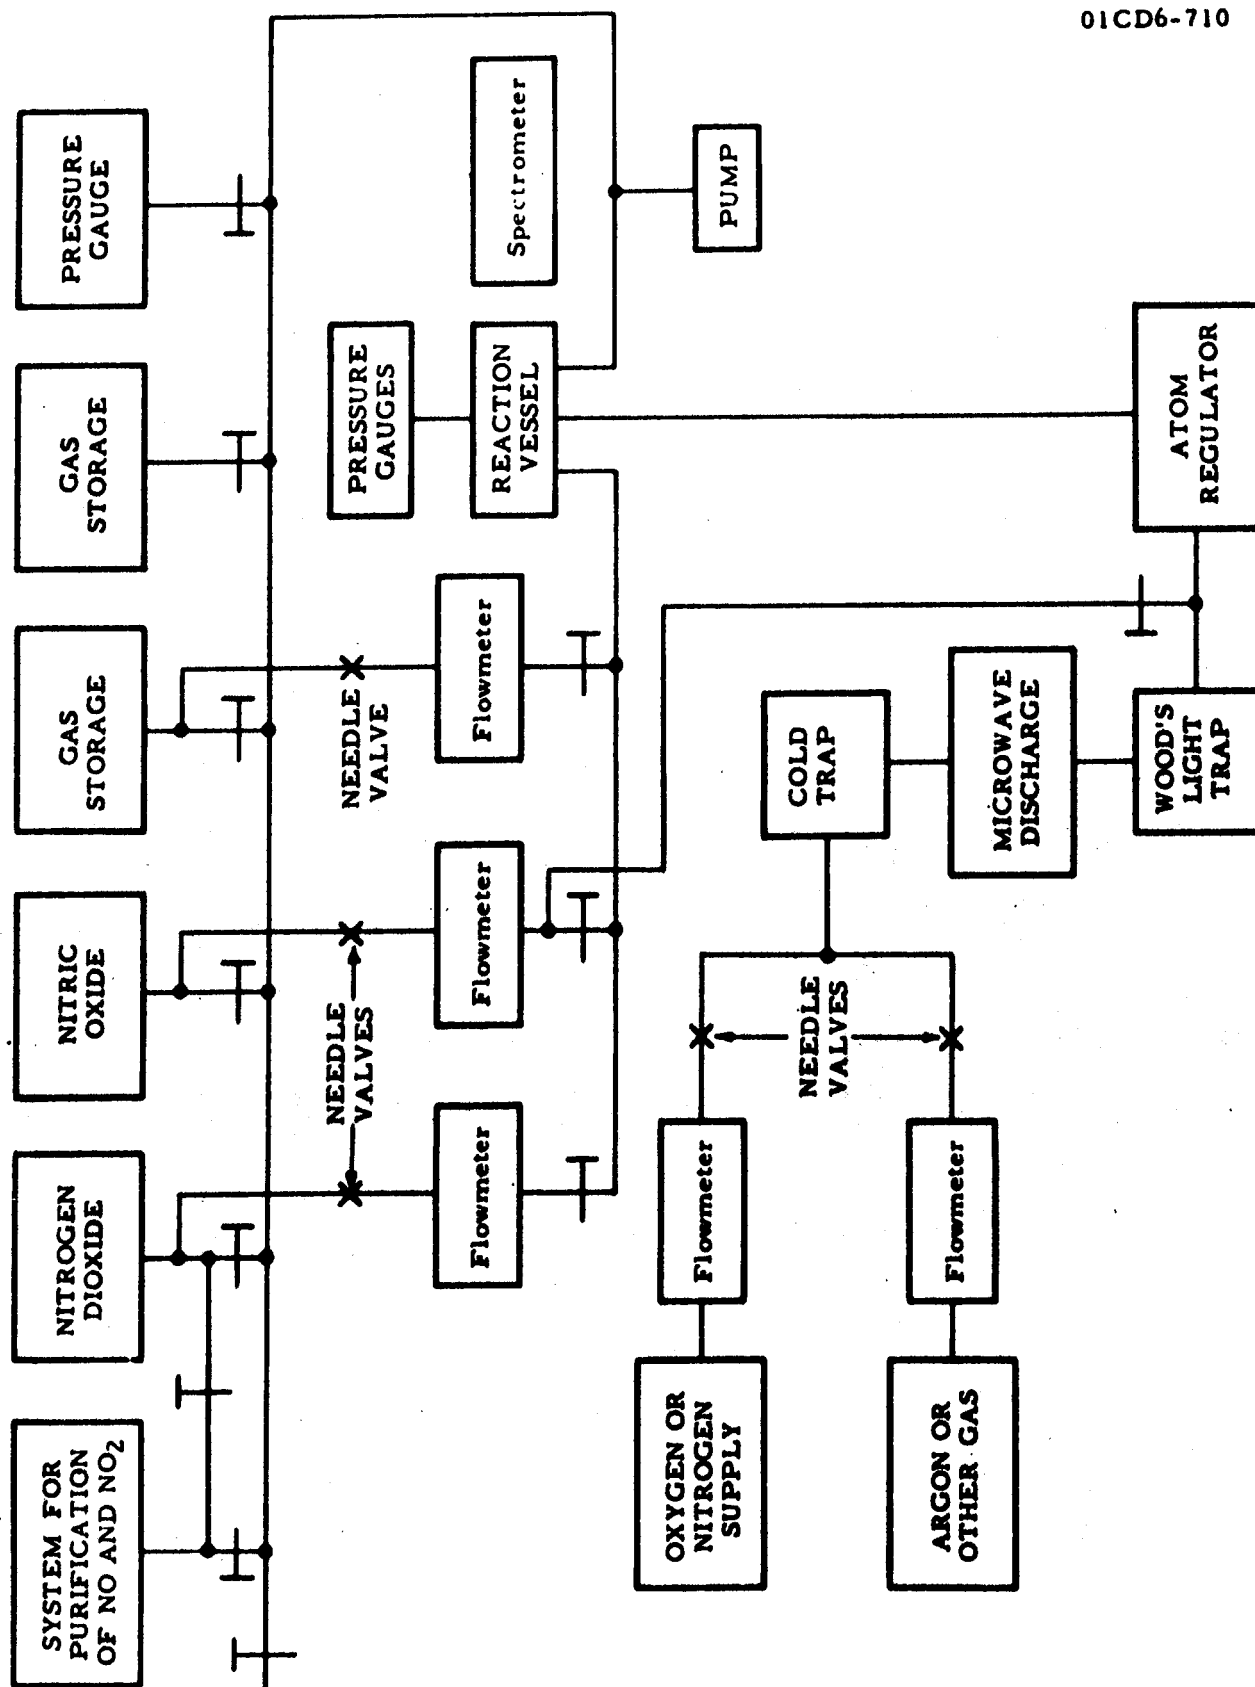 01CD6-710
SYSTEM FOR
PURIFICATION
OF NO AND NO2
NITROGEN
DIOXIDE
NITRIC
OXIDE
GAS
STORAGE
GAS
STORAGE
PRESSURE
GAUGE
NEEDLE
VALVES
NEEDLE
VALVE
PRESSURE
GAUGES
Flowmeter
Flowmeter
Flowmeter
REACTION
VESSEL
Spectrometer
PUMP
OXYGEN OR
NITROGEN
SUPPLY
Flowmeter
NEEDLE
VALVES
COLD
TRAP
ARGON OR
OTHER GAS
Flowmeter
MICROWAVE
DISCHARGE
WOOD'S
LIGHT
TRAP
ATOM
REGULATOR